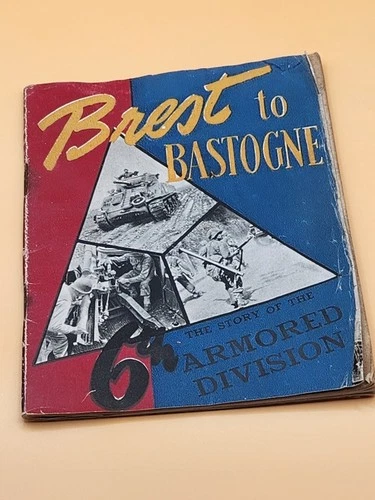 Brest to
BASTOGNE
6th
THE STORY OF THE
ARMORED
DIVISION